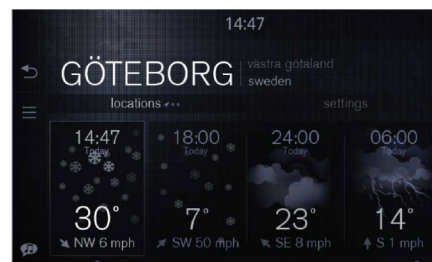 14:47
GÖTEBORG
västra götaland
sweden
locations
settings
14:47
Today
30°
NW 6 mph
18:00
Today
7°
SW 50 mph
24:00
Today
23°
SE 8 mph
06:00
Today
14°
S 1 mph